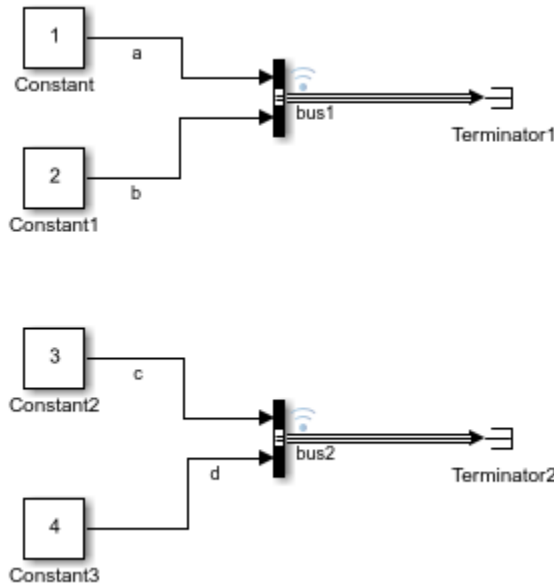 1
a
Constant
bus1
Terminator1
2
b
Constant1
3
c
Constant2
bus2
d
Terminator2
4
Constant3